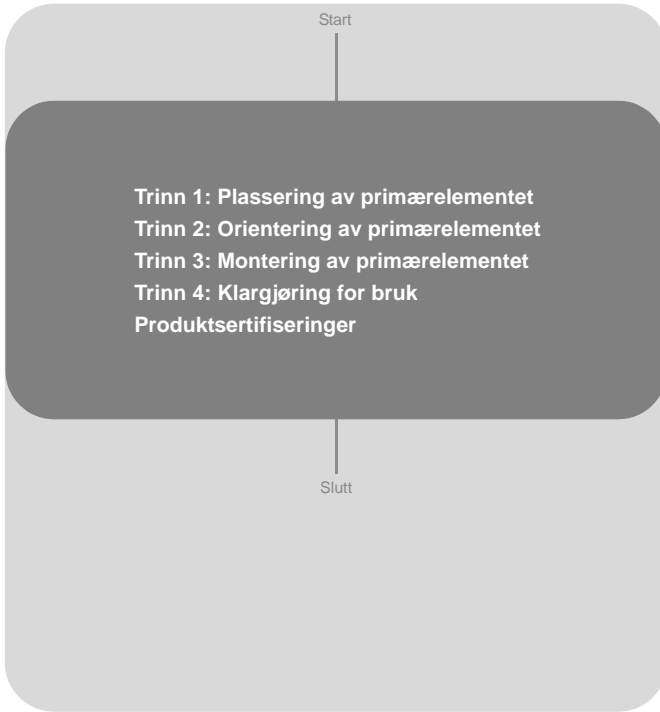 Start
Trinn 1: Plassering av primærelementet
Trinn 2: Orientering av primærelementet
Trinn 3: Montering av primærelementet
Trinn 4: Klargjøring for bruk
Produktsertifiseringer
Slutt